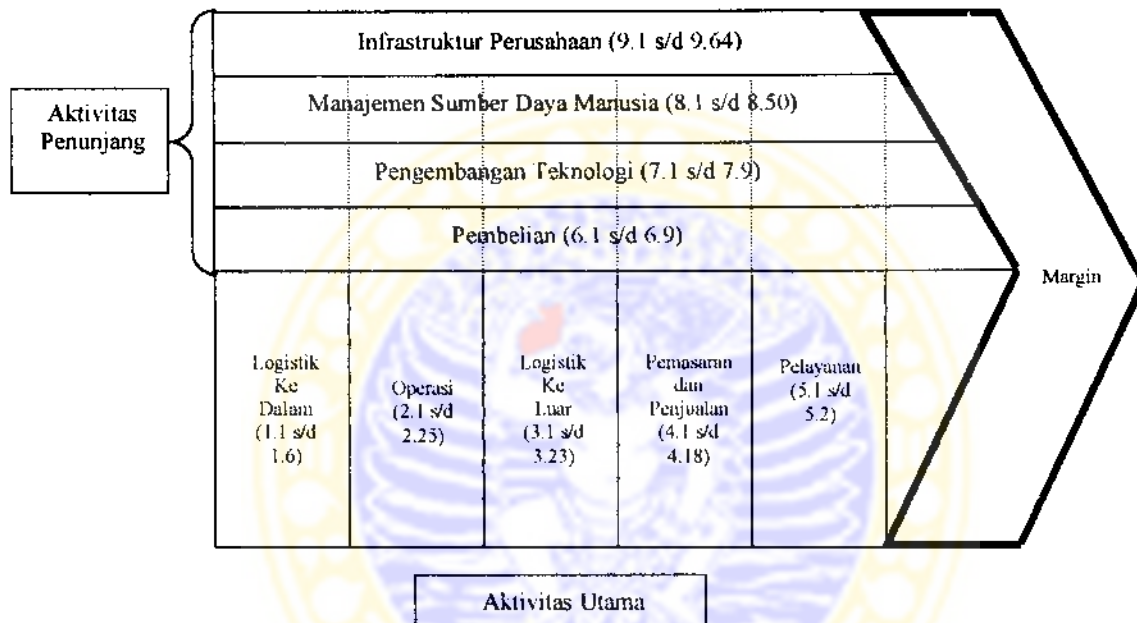 Infrastruktur Perusahaan (9.1 s/d 9.64)
Manajemen Sumber Daya Manusia (8.1 s/d 8.50)
Aktivitas
Penunjang
Pengembangan Teknologi (7.1 s/d 7.9)
Pembelian (6.1 s/d 6.9)
Margin
Logistik
Ke
Dalam
(1.1 s/d
1.6)
Operasi
(2.1 s/d
2.25)
Logistik
Ke
Luar
(3.1 s/d
3.23)
Pemasaran
dan
Penjualan
(4.1 s/d
4.18)
Pelayanan
(5.1 s/d
5.2)
Aktivitas Utama